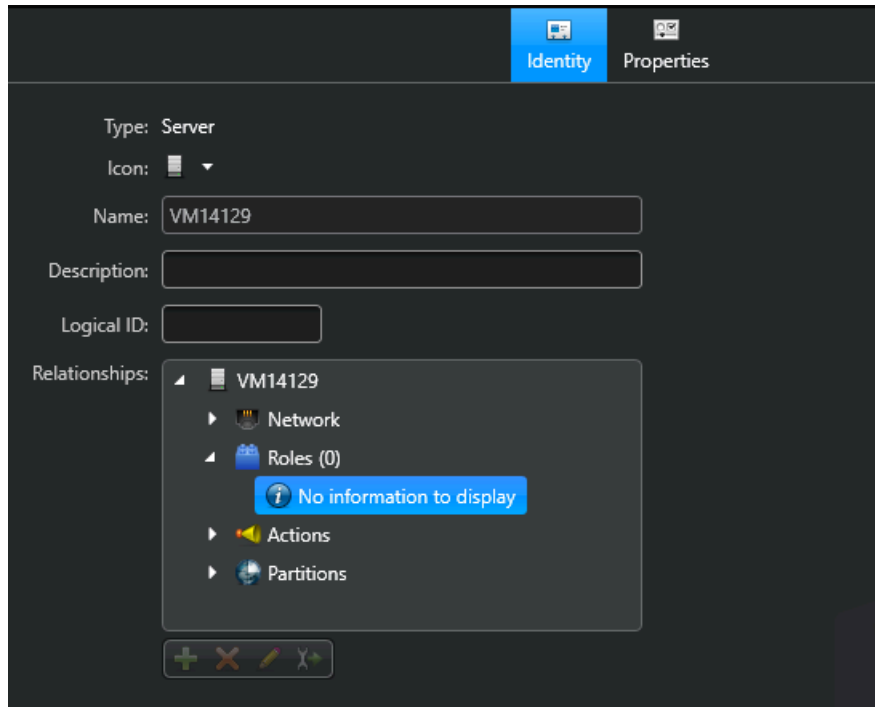 Identity Properties
Type: Server
Icon:
Name: VM14129
Description:
Logical ID:
Relationships: VM14129
Network
Roles (0)
No information to display
Actions
Partitions